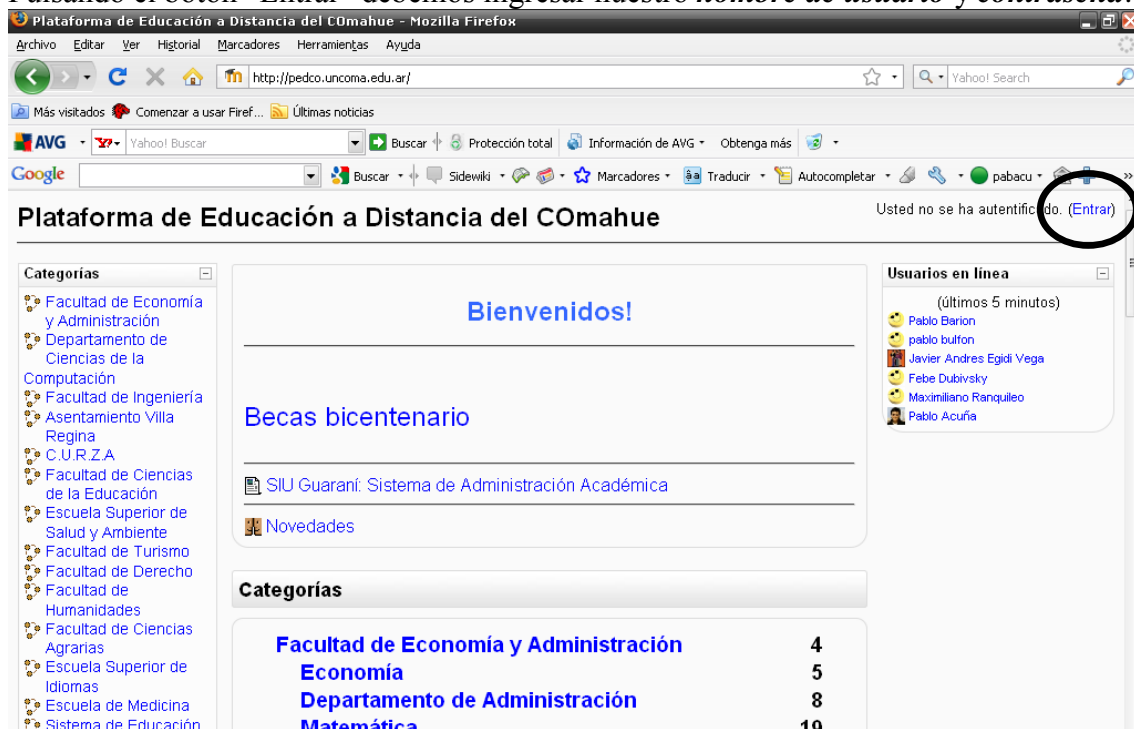 Pulsando el botón "Entrar" debemos ingresar nuestro nombre de usuario y contraseña.
Plataforma de Educación a Distancia del COmahue - Mozilla Firefox
Archivo Editar Ver Historial Marcadores Herramientas Ayuda
http://pedco.uncoma.edu.ar/
Yahoo! Search
Más visitados Comenzar a usar Firef... Últimas noticias
AVG Y? Yahoo! Buscar Buscar Protección total Información de AVG Obtenga más
Google Buscar Sidewiki Marcadores Traducir Autocompletar pabacu »
Plataforma de Educación a Distancia del COmahue
Usted no se ha autentificado. (Entrar)
Categorías
Facultad de Economía
y Administración
Departamento de
Ciencias de la
Computación
Facultad de Ingeniería
Asentamiento Villa
Regina
C.U.R.Z.A
Facultad de Ciencias
de la Educación
Escuela Superior de
Salud y Ambiente
Facultad de Turismo
Facultad de Derecho
Facultad de
Humanidades
Facultad de Ciencias
Agrarias
Escuela Superior de
Idiomas
Escuela de Medicina
Sistema de Educación
Bienvenidos!
Becas bicentenario
SIU Guaraní: Sistema de Administración Académica
Novedades
Categorías
Facultad de Economía y Administración 4
Economía 5
Departamento de Administración 8
Matemática 19
Usuarios en línea
(últimos 5 minutos)
Pablo Barion
pablo bulfon
Javier Andres Egidi Vega
Febe Dubivsky
Maximiliano Ranquileo
Pablo Acuña